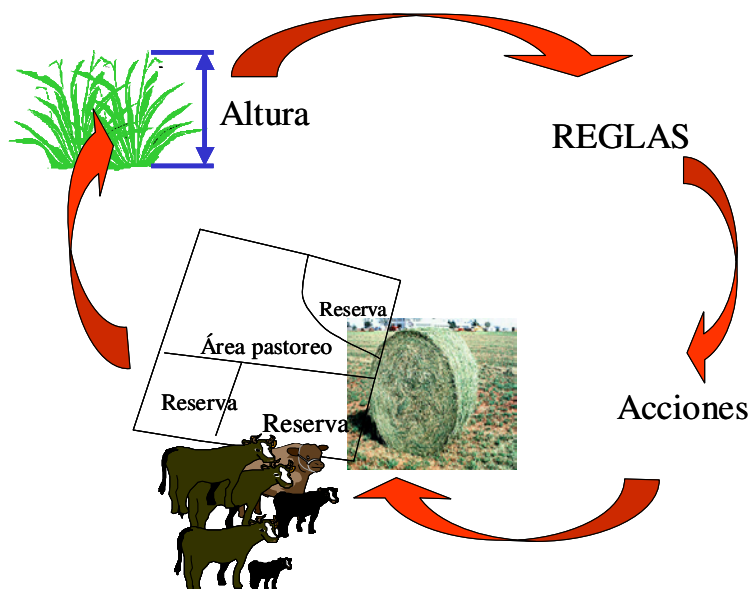 Altura
REGLAS
Reserva
Área pastoreo
Reserva
Reserva
Acciones